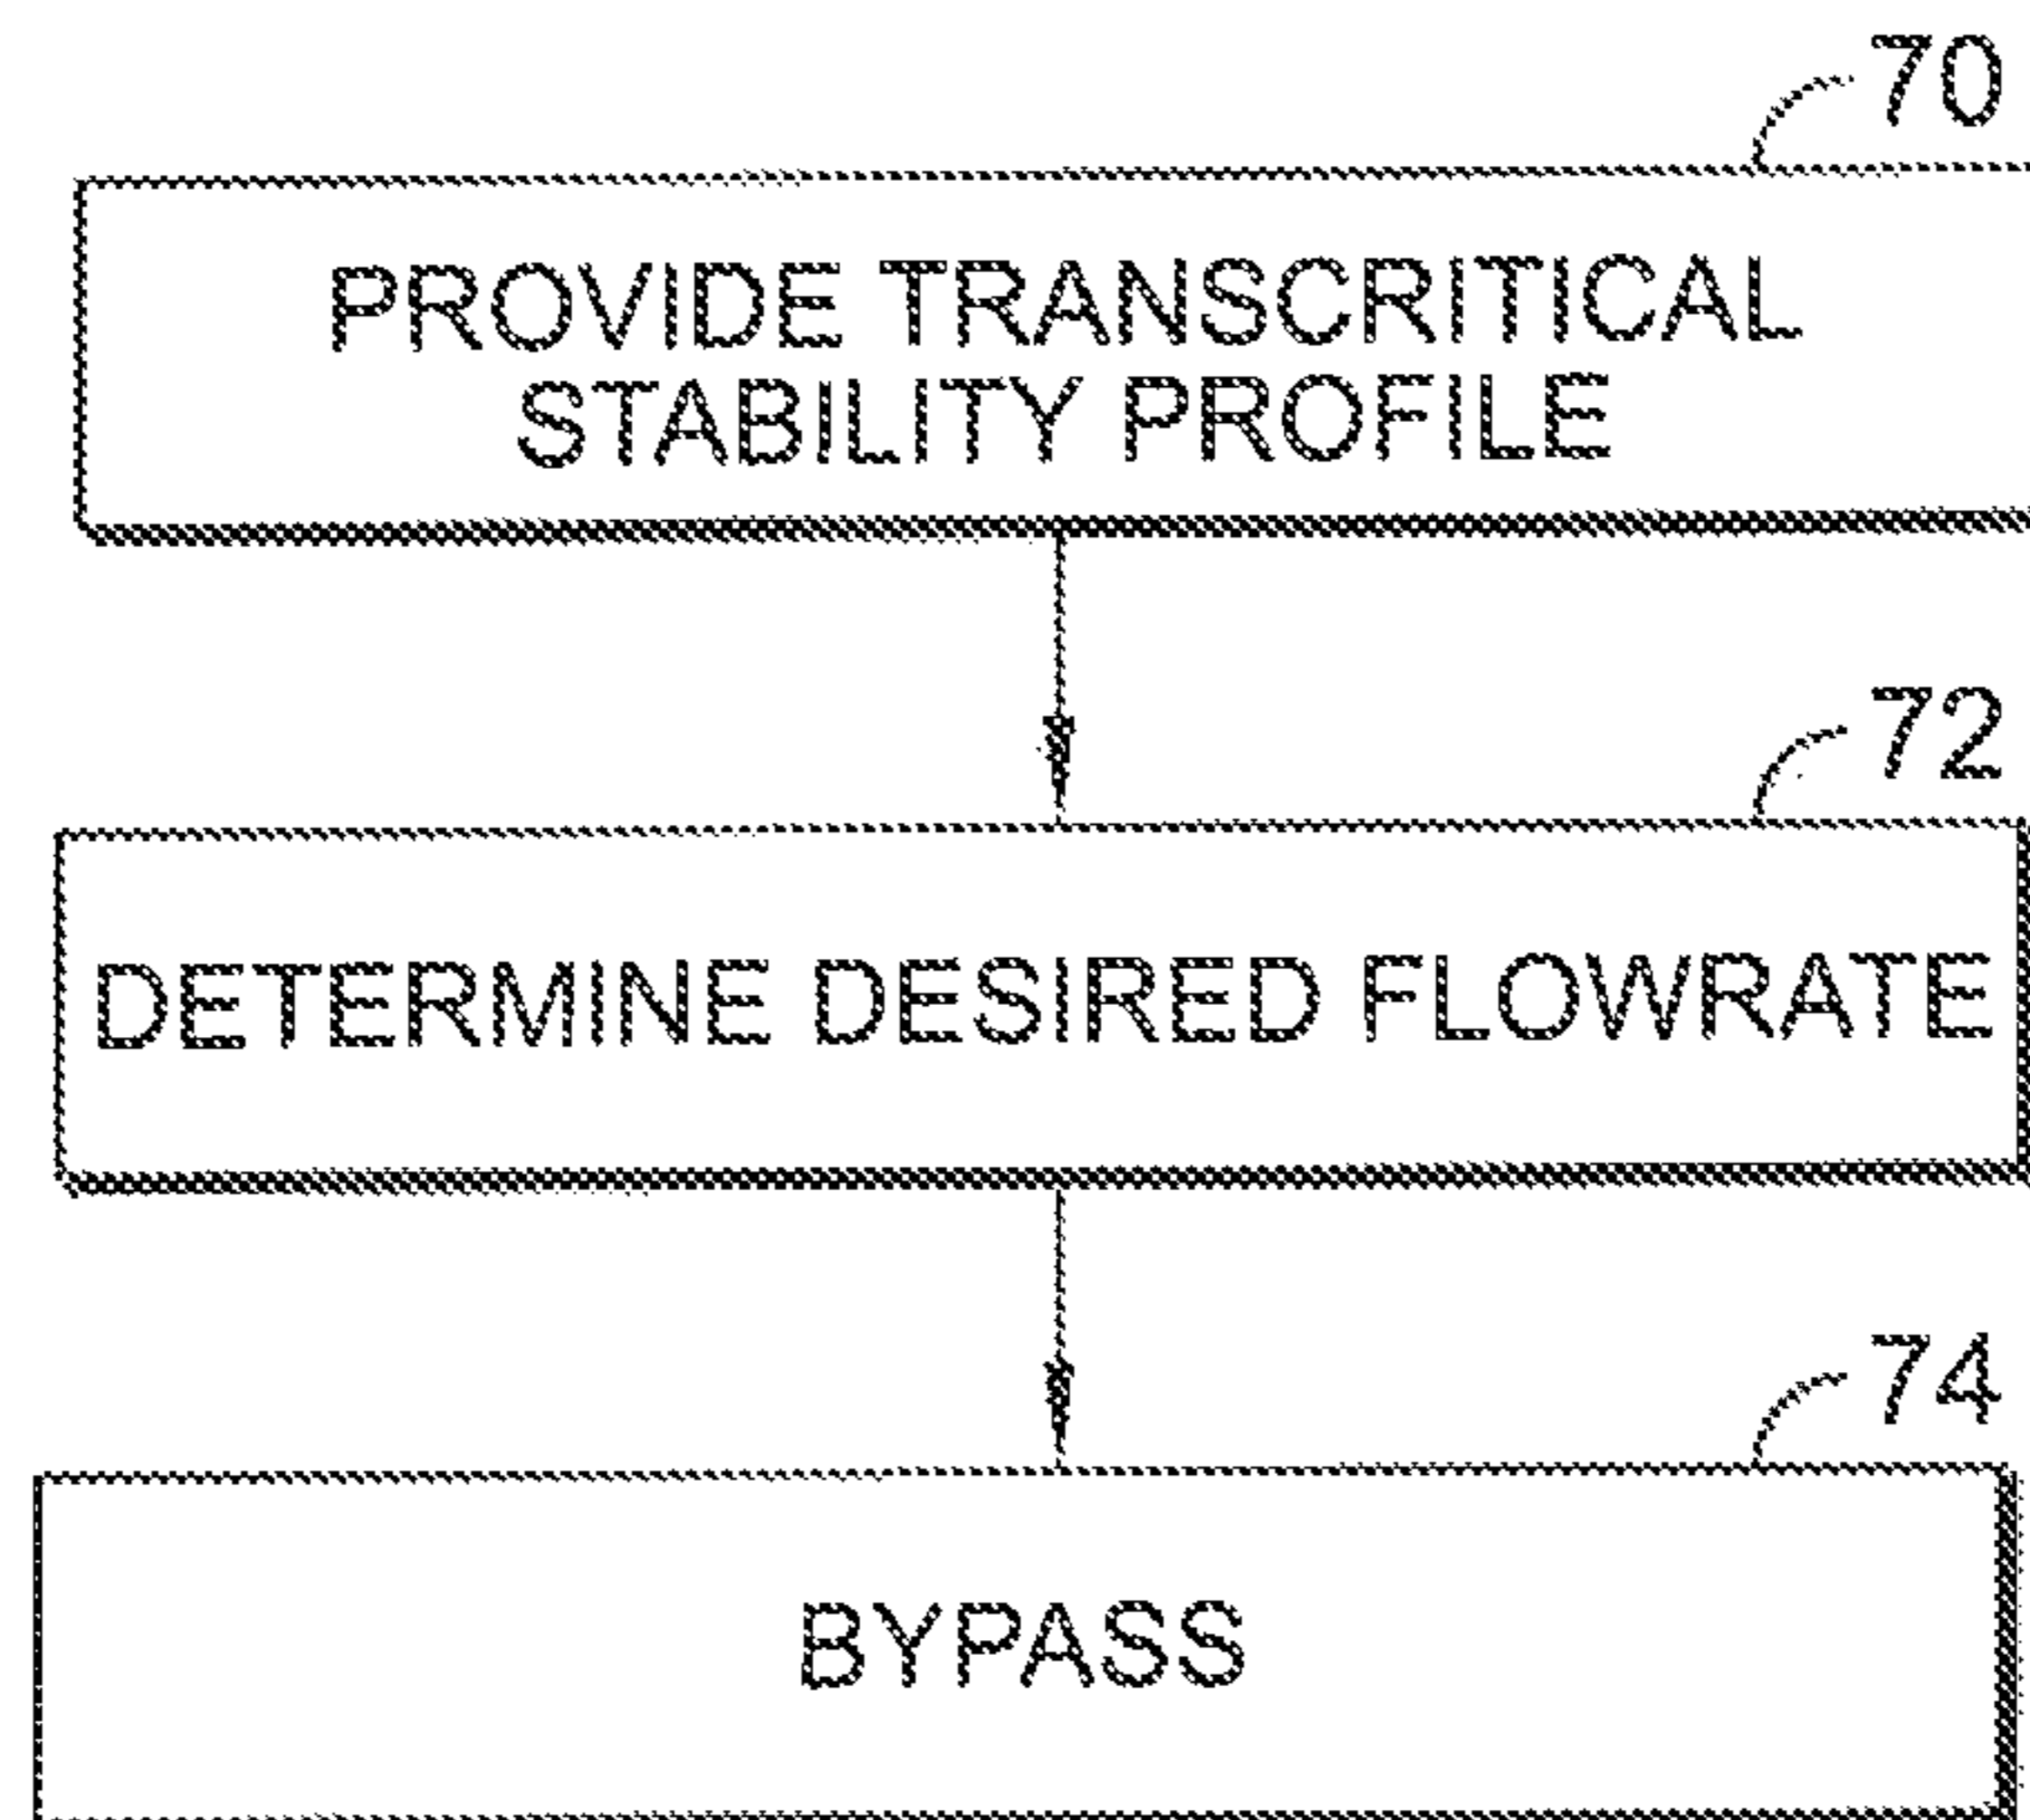 70
PROVIDE TRANSCRITICAL
STABILITY PROFILE
72
DETERMINE DESIRED FLOWRATE
74
BYPASS